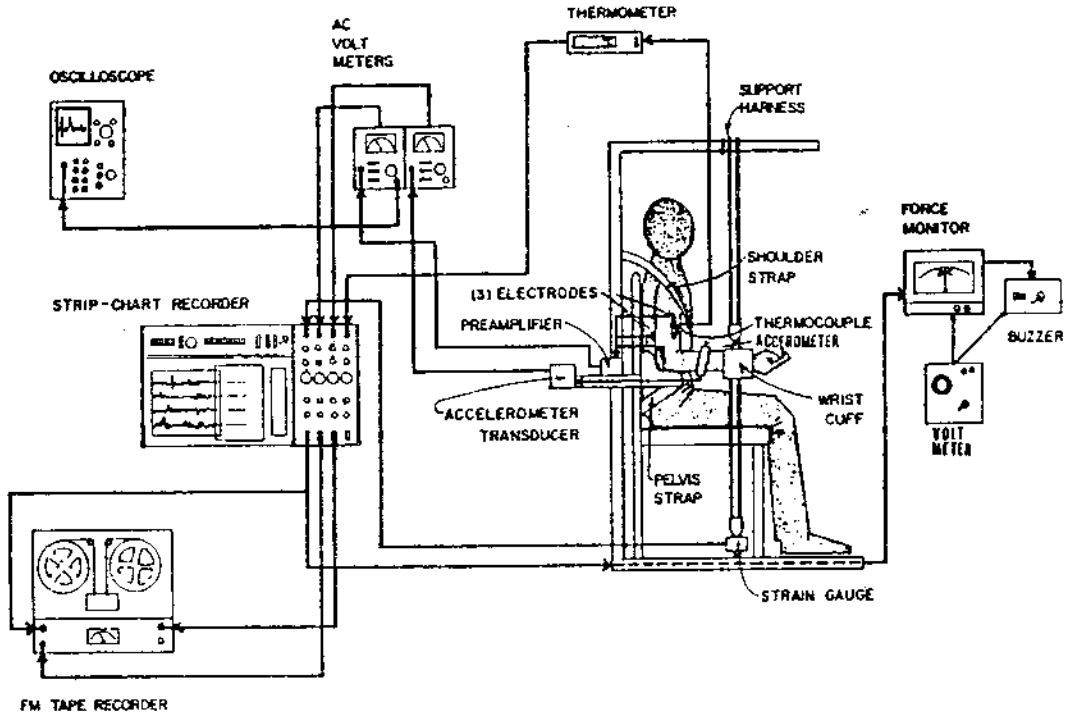 THERMOMETER
AC
VOLT
METERS
OSCILLOSCOPE
SUPPORT
HARNESS
FORCE
MONITOR
SHOULDER
STRAP
(3) ELECTRODES
STRIP-CHART RECORDER
PREAMPLIFIER
THERMOCOUPLE
ACCEROMETER
BUZZER
WRIST
CUFF
ACCELEROMETER
TRANSDUCER
VOLT
METER
PELVIS
STRAP
STRAIN GAUGE
FM TAPE RECORDER